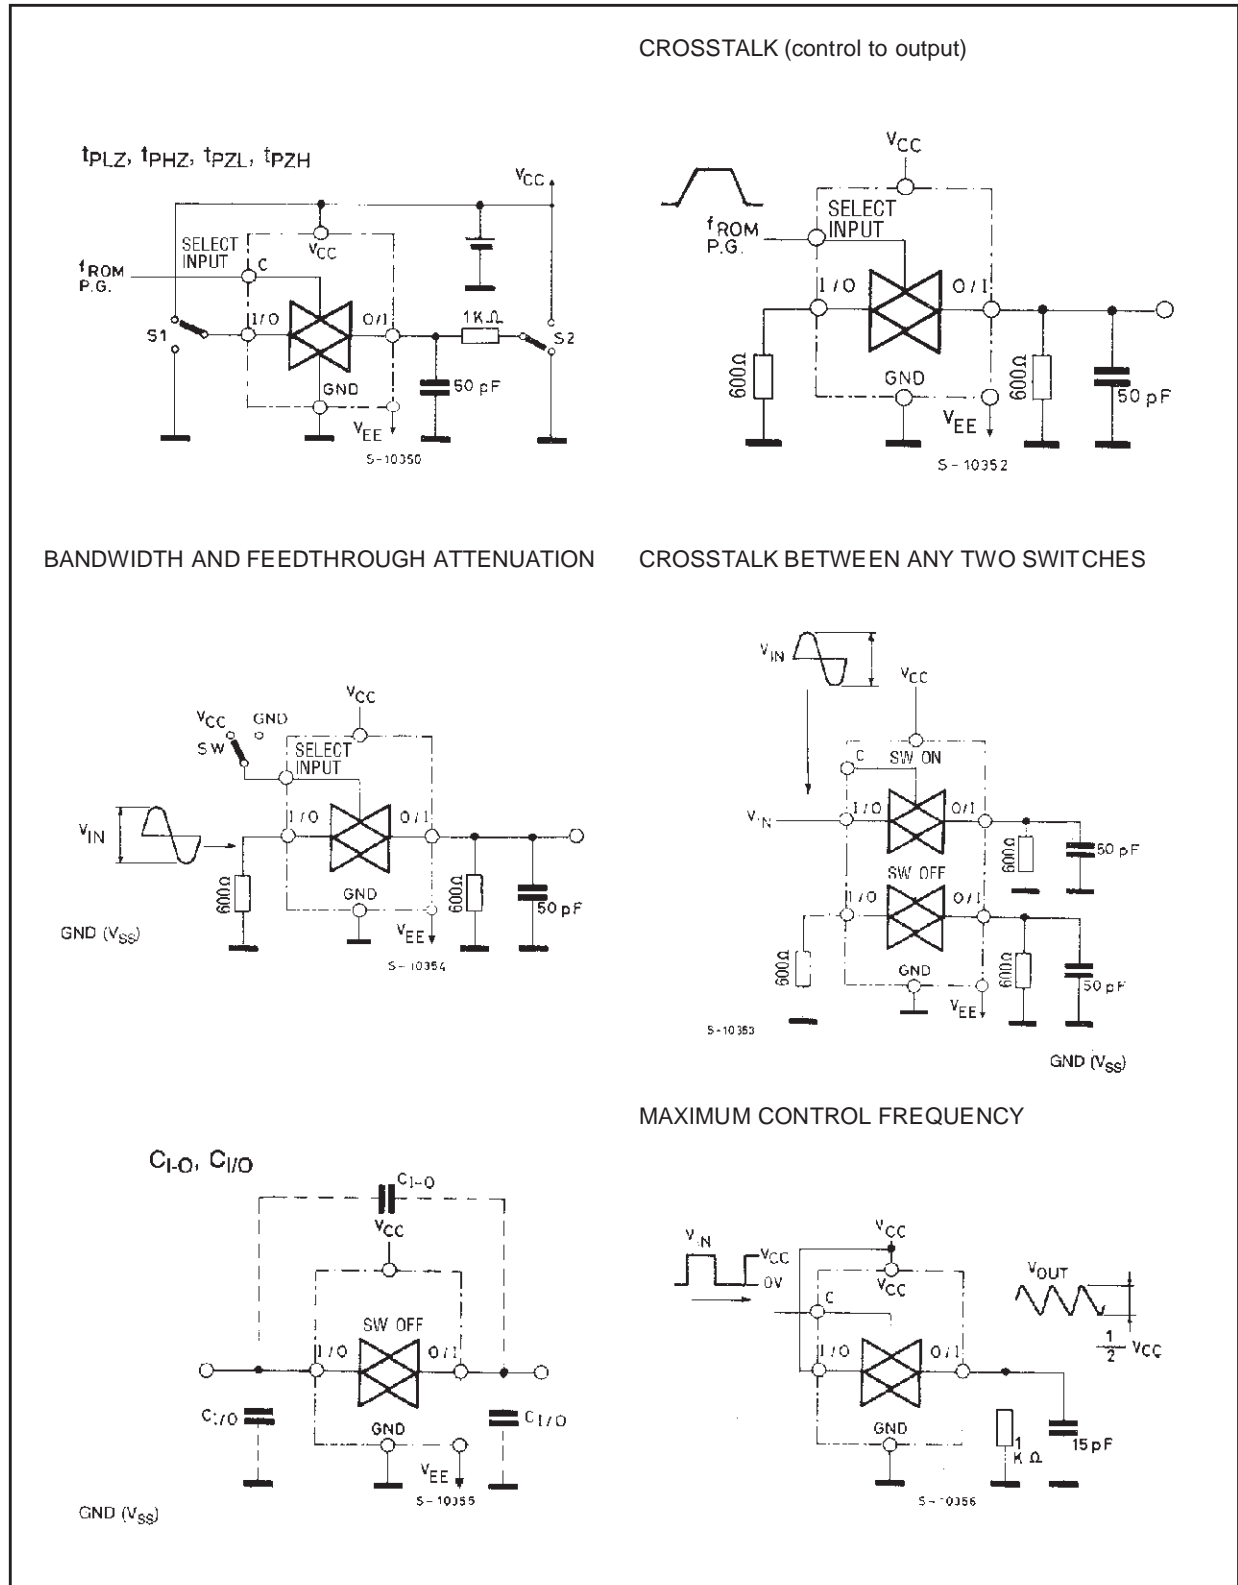 CROSSTALK (control to output)
tPLZ, tPHZ, tPZL, tPZH
VCC
SELECT
INPUT
VCC
fROM
P.G.
C
S1
I/O
O/I
1KΩ
S2
GND
50 pF
VEE
S-10350
VCC
SELECT
INPUT
fROM
P.G.
I/O
O/I
600Ω
GND
600Ω
50 pF
VEE
S-10352
BANDWIDTH AND FEEDTHROUGH ATTENUATION
CROSSTALK BETWEEN ANY TWO SWITCHES
VCC
VCC
GND
SW
SELECT
INPUT
VIN
I/O
O/I
600Ω
GND
600Ω
50 pF
GND (VSS)
VEE
S-10354
VIN
VCC
C
SW ON
VIN
I/O
O/I
600Ω
50 pF
SW OFF
I/O
O/I
600Ω
GND
600Ω
50 pF
VEE
S-10353
GND (VSS)
MAXIMUM CONTROL FREQUENCY
CI-O, CI/O
CI-O
VCC
SW OFF
I/O
O/I
CI/O
GND
CI/O
VEE
S-10355
GND (VSS)
VIN
VCC
0V
VCC
VCC
C
VOUT
1/2 VCC
I/O
O/I
GND
1
KΩ
15pF
S-10356